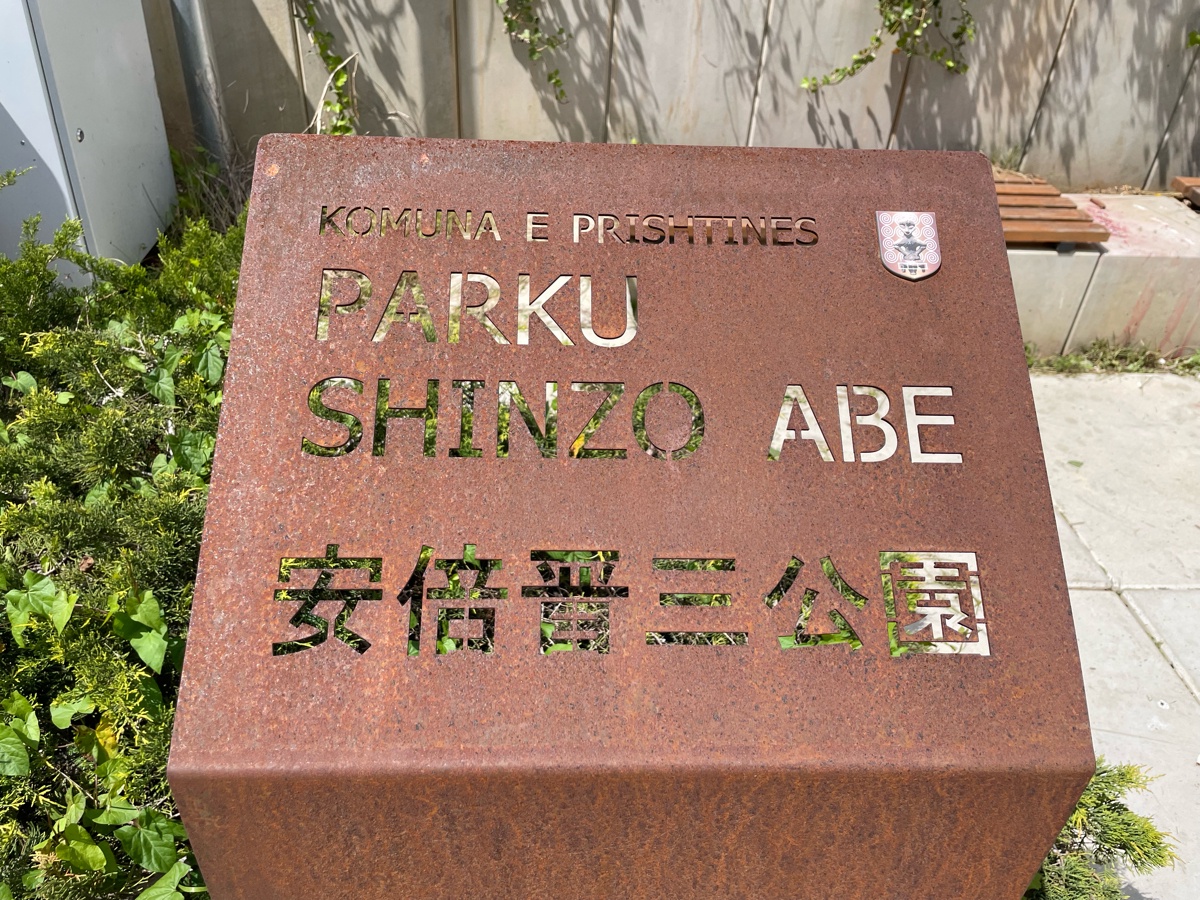 KOMUNA E PRISHTINES
PARKU
SHINZO ABE
安倍晋三公園